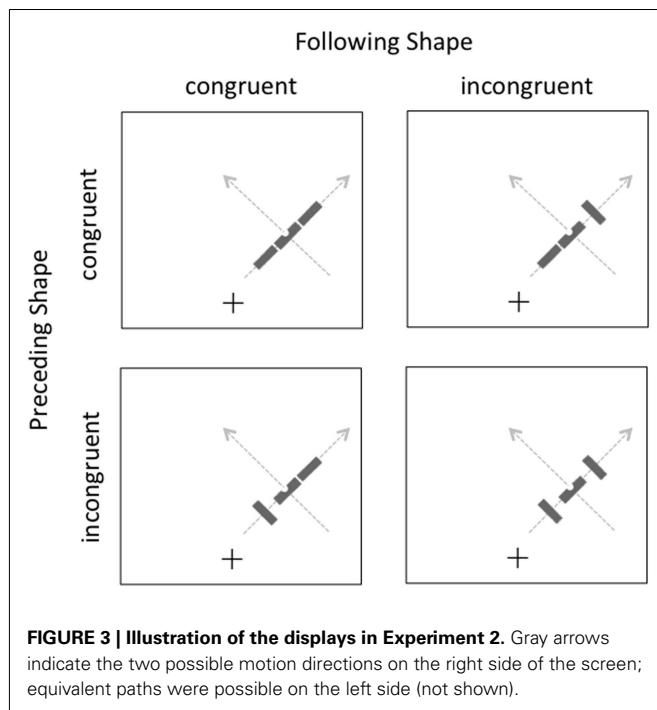 Following Shape
congruent
incongruent
Preceding Shape
congruent
incongruent
FIGURE 3 | Illustration of the displays in Experiment 2. Gray arrows
indicate the two possible motion directions on the right side of the screen;
equivalent paths were possible on the left side (not shown).